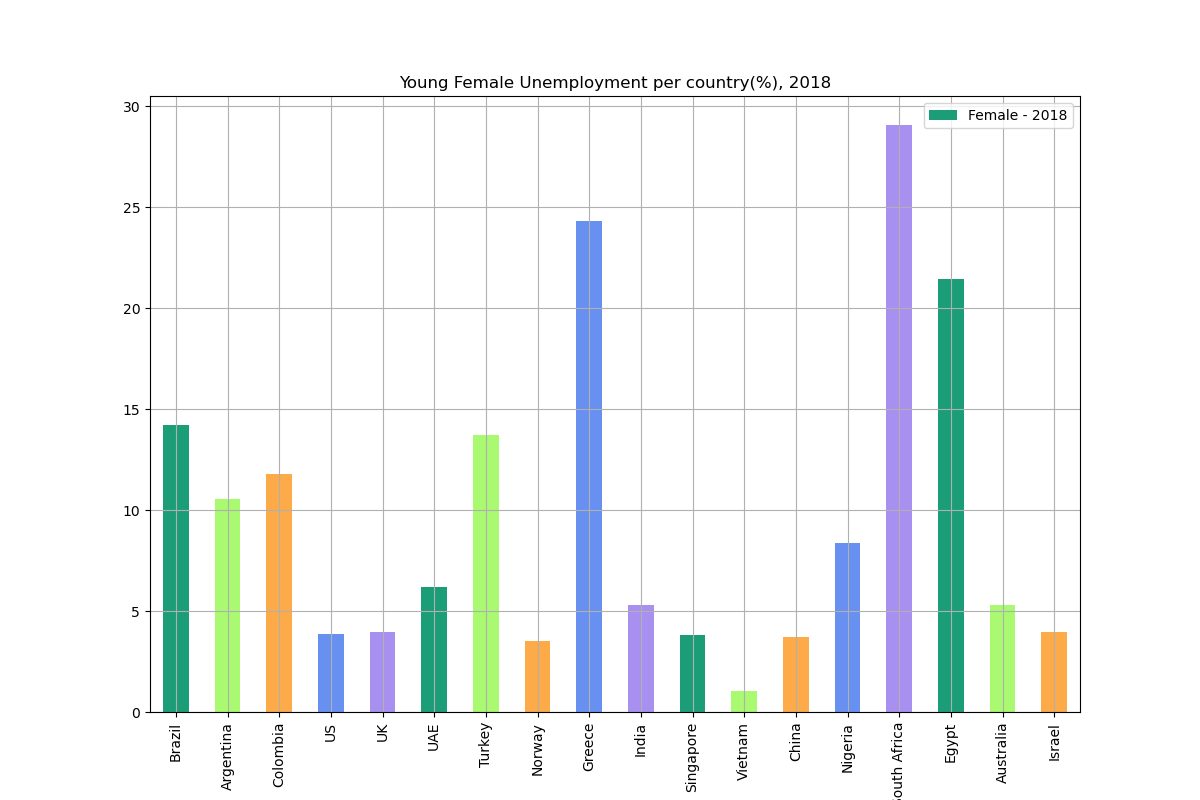 Young Female Unemployment per country(%), 2018
Female - 2018
30
25
20
15
10
5
0
Brazil
Argentina
Colombia
US
UK
UAE
Turkey
Norway
Greece
India
Singapore
Vietnam
China
Nigeria
South Africa
Egypt
Australia
Israel